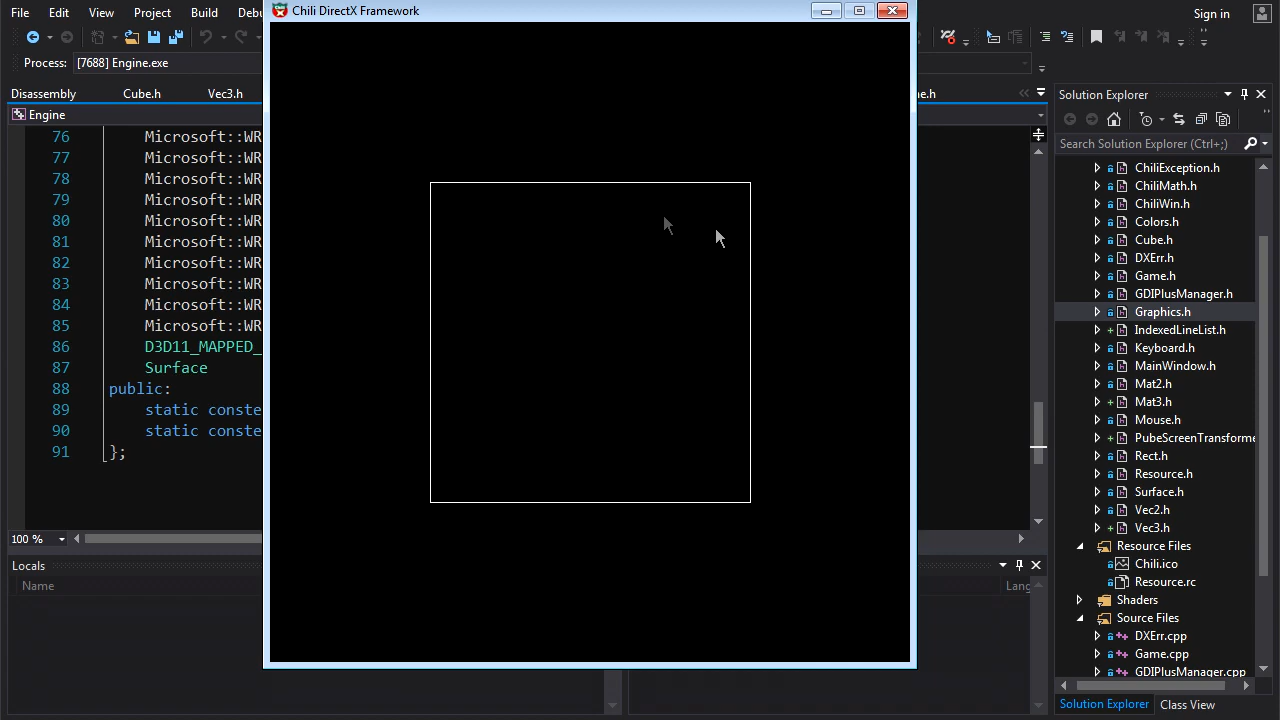 File Edit View Project Build Debu
Chili DirectX Framework
Sign in
Process: [7688] Engine.exe
Disassembly Cube.h Vec3.h
ne.h
Engine
76 Microsoft::WR
77 Microsoft::WR
78 Microsoft::WR
79 Microsoft::WR
80 Microsoft::WR
81 Microsoft::WR
82 Microsoft::WR
83 Microsoft::WR
84 Microsoft::WR
85 Microsoft::WR
86 D3D11_MAPPED_
87 Surface
88 public:
89 static conste
90 static conste
91 };
100 %
Locals
Name
Lang
Solution Explorer
Search Solution Explorer (Ctrl+;)
ChiliException.h
ChiliMath.h
ChiliWin.h
Colors.h
Cube.h
DXErr.h
Game.h
GDIPlusManager.h
Graphics.h
IndexedLineList.h
Keyboard.h
MainWindow.h
Mat2.h
Mat3.h
Mouse.h
PubeScreenTransforme
Rect.h
Resource.h
Surface.h
Vec2.h
Vec3.h
Resource Files
Chili.ico
Resource.rc
Shaders
Source Files
DXErr.cpp
Game.cpp
GDIPlusManager.cpp
Solution Explorer Class View